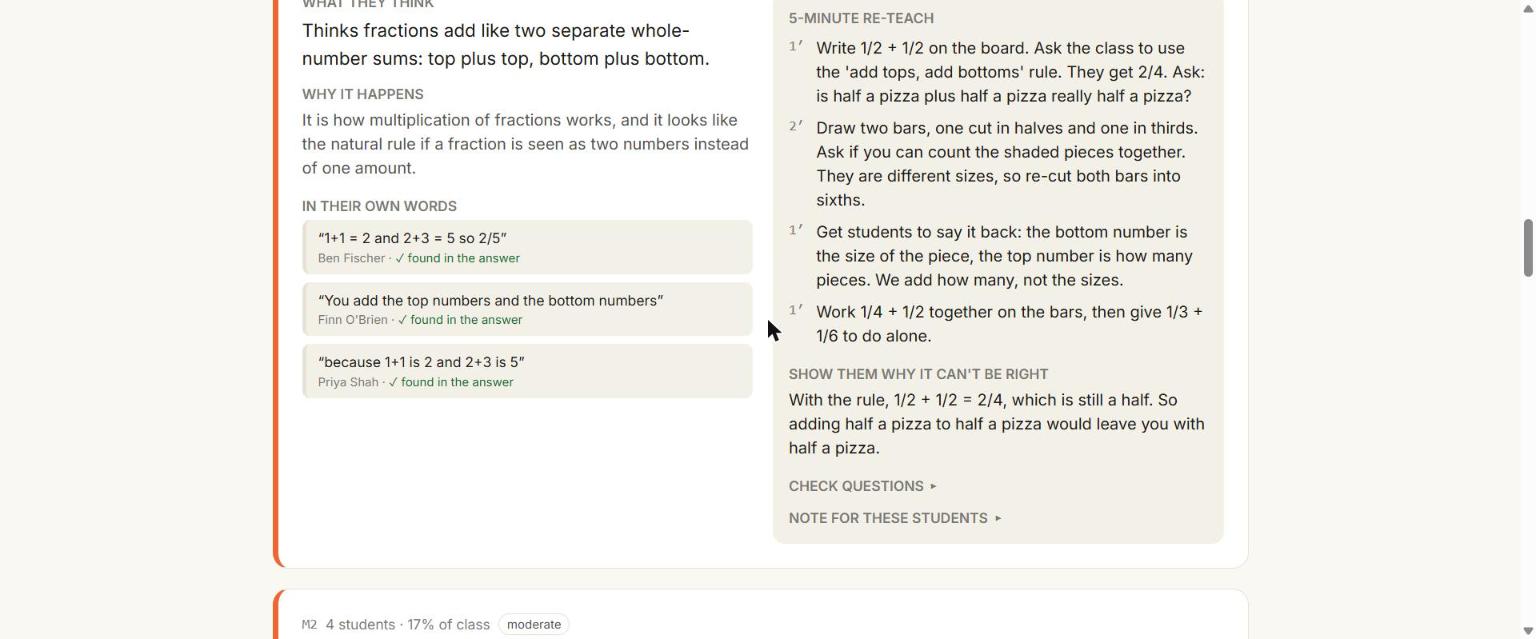 WHAT THEY THINK
Thinks fractions add like two separate whole-
number sums: top plus top, bottom plus bottom.
WHY IT HAPPENS
It is how multiplication of fractions works, and it looks like
the natural rule if a fraction is seen as two numbers instead
of one amount.
IN THEIR OWN WORDS
“1+1 = 2 and 2+3 = 5 so 2/5”
Ben Fischer · ✓ found in the answer
“You add the top numbers and the bottom numbers”
Finn O'Brien · ✓ found in the answer
“because 1+1 is 2 and 2+3 is 5”
Priya Shah · ✓ found in the answer
5-MINUTE RE-TEACH
1′ Write 1/2 + 1/2 on the board. Ask the class to use
the 'add tops, add bottoms' rule. They get 2/4. Ask:
is half a pizza plus half a pizza really half a pizza?
2′ Draw two bars, one cut in halves and one in thirds.
Ask if you can count the shaded pieces together.
They are different sizes, so re-cut both bars into
sixths.
1′ Get students to say it back: the bottom number is
the size of the piece, the top number is how many
pieces. We add how many, not the sizes.
1′ Work 1/4 + 1/2 together on the bars, then give 1/3 +
1/6 to do alone.
SHOW THEM WHY IT CAN'T BE RIGHT
With the rule, 1/2 + 1/2 = 2/4, which is still a half. So
adding half a pizza to half a pizza would leave you with
half a pizza.
CHECK QUESTIONS ▸
NOTE FOR THESE STUDENTS ▸
M2 4 students · 17% of class moderate